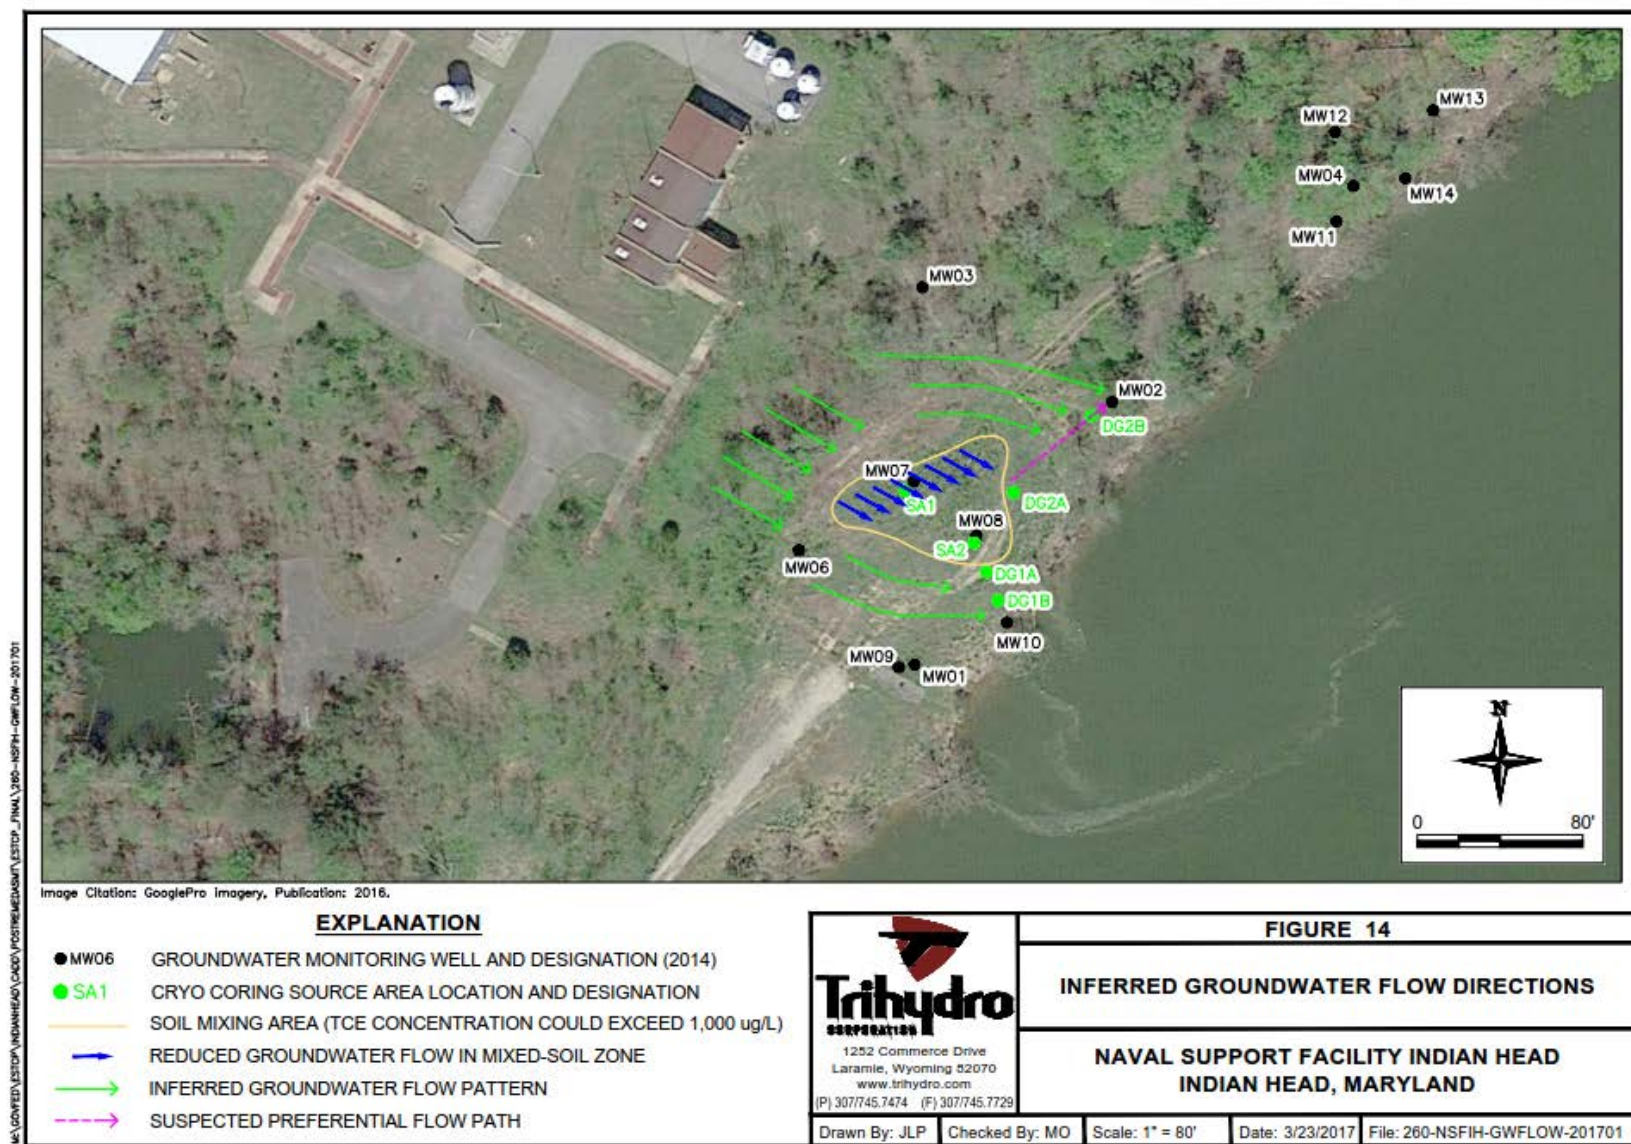 MW13
MW12
MW04
MW14
MW11
MW03
MW02
DG2B
MW07
SA1
DG2A
MW08
SA2
MW06
DG1A
DG1B
MW10
MW09
MW01
N
0 80'
Image Citation: GooglePro imagery, Publication: 2016.
EXPLANATION
MW06 GROUNDWATER MONITORING WELL AND DESIGNATION (2014)
SA1 CRYO CORING SOURCE AREA LOCATION AND DESIGNATION
SOIL MIXING AREA (TCE CONCENTRATION COULD EXCEED 1,000 ug/L)
REDUCED GROUNDWATER FLOW IN MIXED-SOIL ZONE
INFERRED GROUNDWATER FLOW PATTERN
SUSPECTED PREFERENTIAL FLOW PATH
Trihydro
CORPORATION
1252 Commerce Drive
Laramie, Wyoming 82070
www.trihydro.com
(P) 307/745.7474 (F) 307/745.7729
FIGURE 14
INFERRED GROUNDWATER FLOW DIRECTIONS
NAVAL SUPPORT FACILITY INDIAN HEAD
INDIAN HEAD, MARYLAND
Drawn By: JLP Checked By: MO Scale: 1" = 80' Date: 3/23/2017 File: 260-NSFIH-GWFLOW-201701